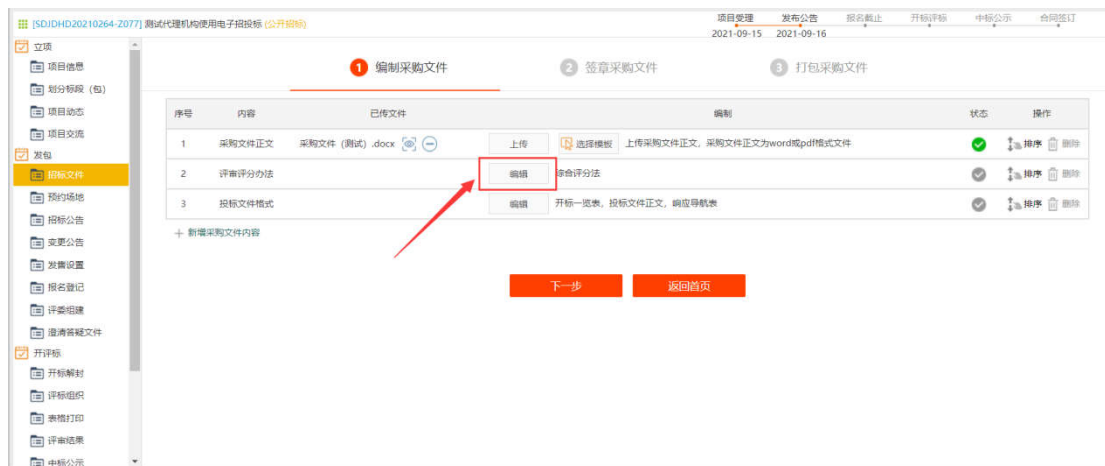 [SDJDHD20210264-Z077] 测试代理机构使用电子招投标 (公开招标)
项目受理 发布公告 报名截止 开标评标 中标公示 合同签订
2021-09-15 2021-09-16
立项
项目信息
划分标段（包）
项目动态
项目交流
发包
招标文件
预约场地
招标公告
变更公告
发售设置
报名登记
评委组建
澄清答疑文件
开评标
开标解封
评标组织
表格打印
评审结果
中标公示
1 编制采购文件
2 签章采购文件
3 打包采购文件
序号 内容 已传文件 编制 状态 操作
1 采购文件正文 采购文件（测试）.docx 上传 选择模板 上传采购文件正文，采购文件正文为word或pdf格式文件 排序 删除
2 评审评分办法 编辑 综合评分法 排序 删除
3 投标文件格式 编辑 开标一览表，投标文件正文，响应导航表 排序 删除
新增采购文件内容
下一步 返回首页